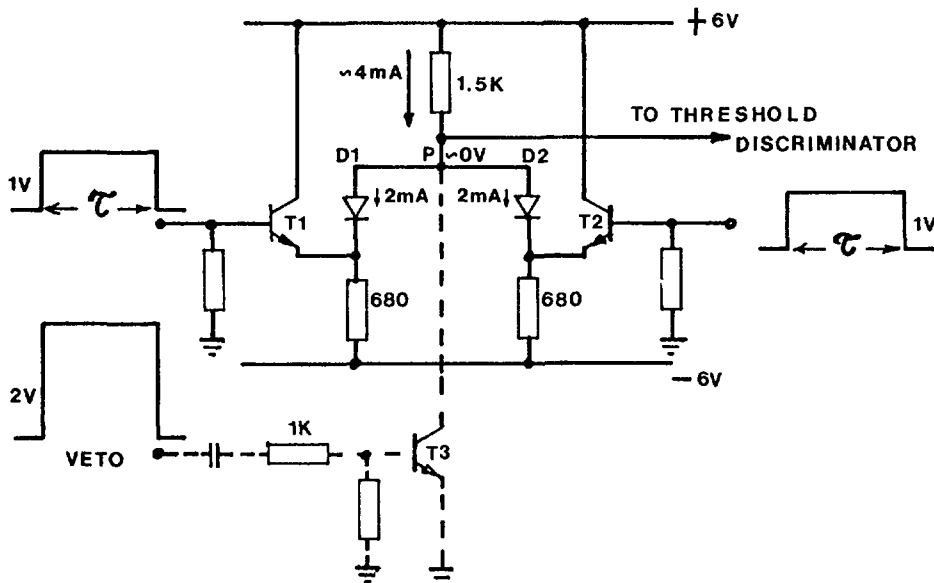 + 6V
~4mA
1.5K
TO THRESHOLD
DISCRIMINATOR
D1
P
~0V
D2
2mA
2mA
1V
τ
T1
T2
τ
1V
680
680
2V
− 6V
1K
VETO
T3